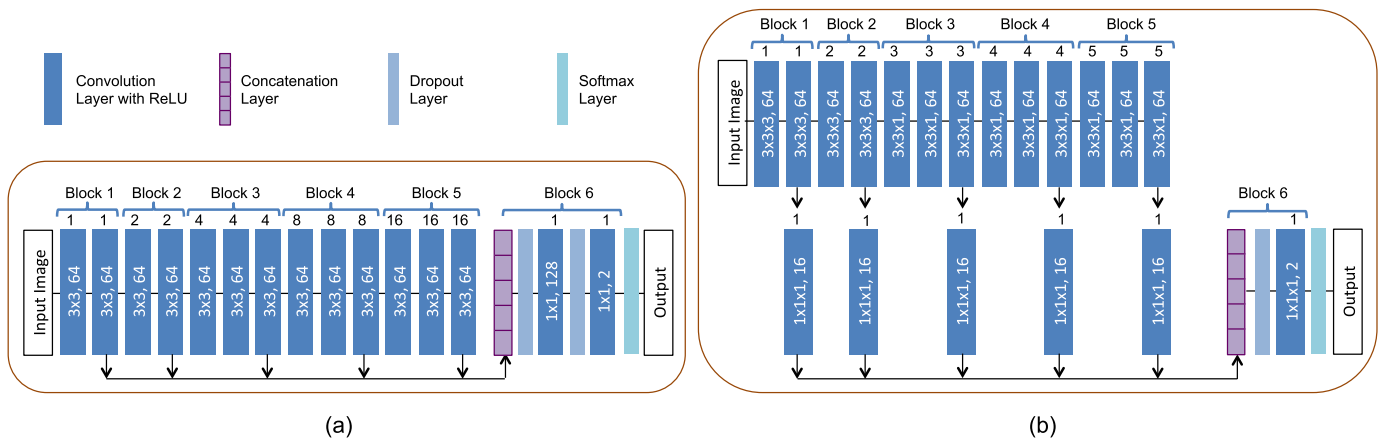 Convolution
Layer with ReLU
Concatenation
Layer
Dropout
Layer
Softmax
Layer
Block 1 Block 2 Block 3 Block 4 Block 5 Block 6
1 1 2 2 4 4 4 8 8 8 16 16 16 1 1
Input Image
3x3, 64
3x3, 64
3x3, 64
3x3, 64
3x3, 64
3x3, 64
3x3, 64
3x3, 64
3x3, 64
3x3, 64
3x3, 64
3x3, 64
3x3, 64
1x1, 128
1x1, 2
Output
(a)
Block 1 Block 2 Block 3 Block 4 Block 5
1 1 2 2 3 3 3 4 4 4 5 5 5
Input Image
3x3x3, 64
3x3x3, 64
3x3x3, 64
3x3x3, 64
3x3x1, 64
3x3x1, 64
3x3x1, 64
3x3x1, 64
3x3x1, 64
3x3x1, 64
3x3x1, 64
3x3x1, 64
3x3x1, 64
Block 6
1 1 1 1 1 1
1x1x1, 16
1x1x1, 16
1x1x1, 16
1x1x1, 16
1x1x1, 16
1x1x1, 2
Output
(b)